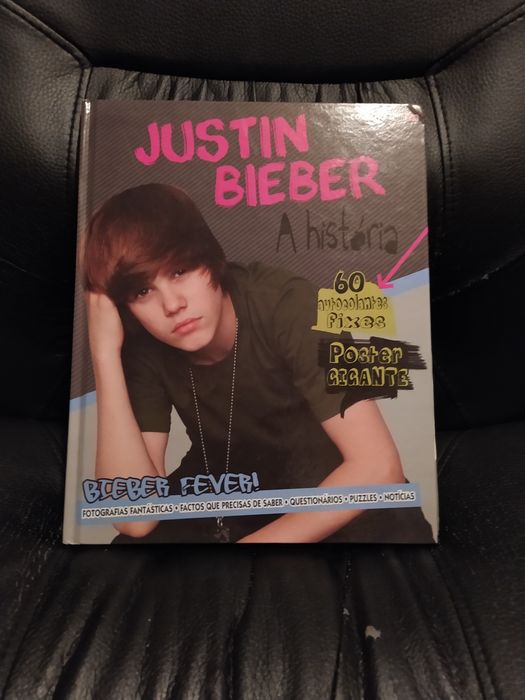 JUSTIN
BIEBER
A história
60
autocolantes
fixes
Poster
GIGANTE
BIEBER FEVER!
FOTOGRAFIAS FANTÁSTICAS • FACTOS QUE PRECISAS DE SABER • QUESTIONÁRIOS • PUZZLES • NOTÍCIAS